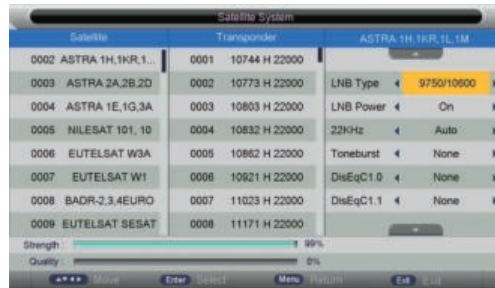 Satellite System
Satellite Transponder ASTRA 1H,1KR,1L,1M
0002 ASTRA 1H,1KR,1... 0001 10744 H 22000
0003 ASTRA 2A,2B,2D 0002 10773 H 22000 LNB Type 9750/10600
0004 ASTRA 1E,1G,3A 0003 10803 H 22000 LNB Power On
0005 NILESAT 101, 10 0004 10832 H 22000 22KHz Auto
0006 EUTELSAT W3A 0005 10862 H 22000 Toneburst None
0007 EUTELSAT W1 0006 10921 H 22000 DisEqC1.0 None
0008 BADR-2,3,4EURO 0007 11023 H 22000 DisEqC1.1 None
0009 EUTELSAT SESAT 0008 11171 H 22000
Strength : 99%
Quality : 0%
Move Enter Select Menu Return Exit Exit